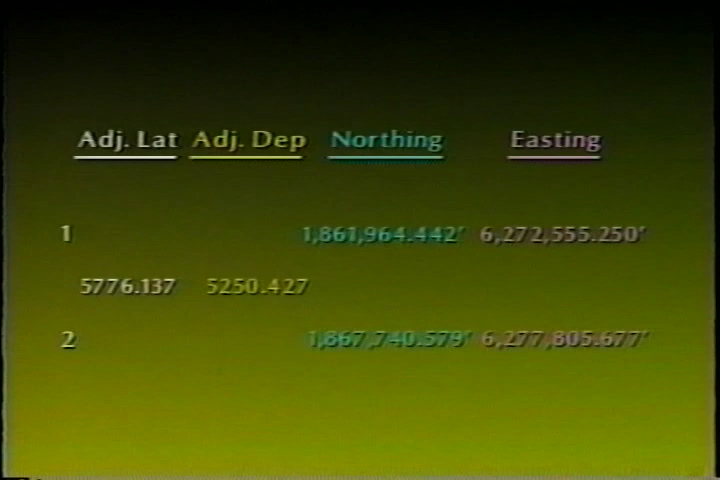 Adj. Lat Adj. Dep Northing Easting
1 1,861,964.442' 6,272,555.250'
5776.137 5250.427
2 1,867,740.579' 6,277,805.677'